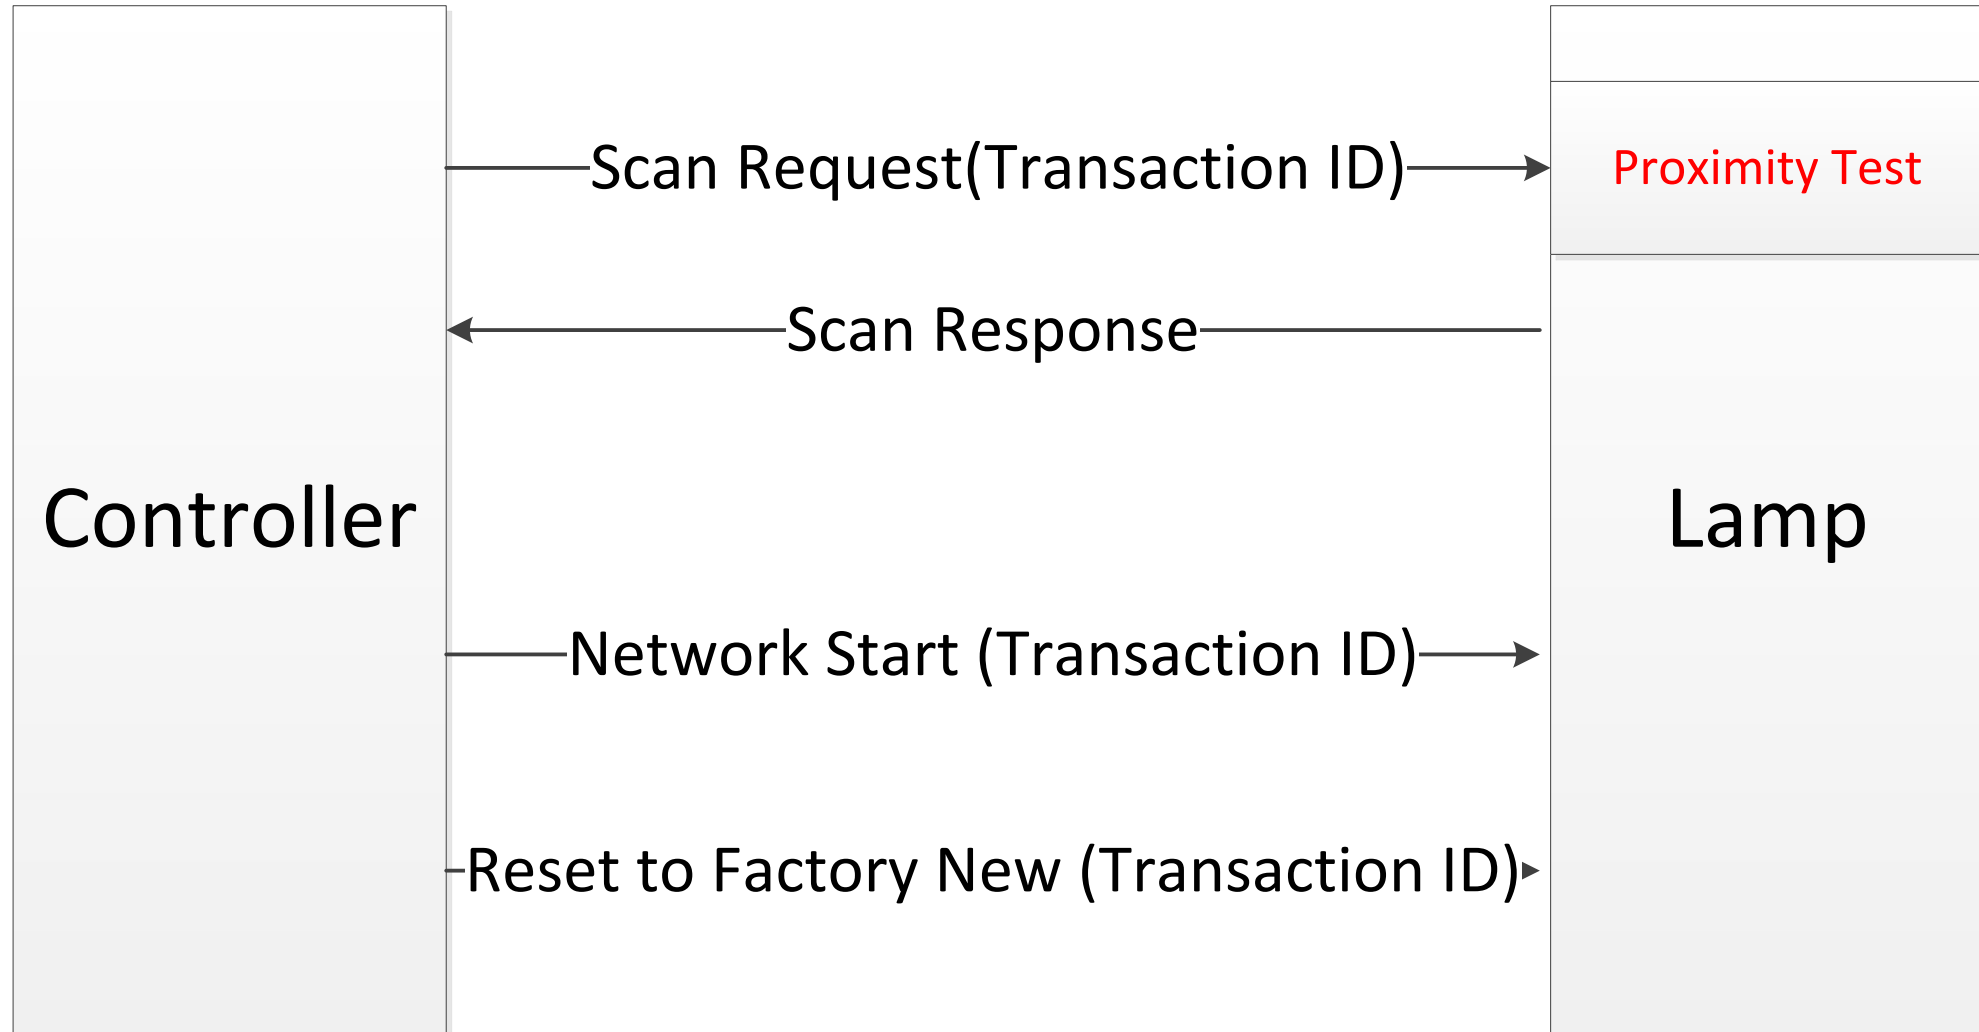 Scan Request(Transaction ID)
Proximity Test
Scan Response
Controller
Lamp
Network Start (Transaction ID)
Reset to Factory New (Transaction ID)